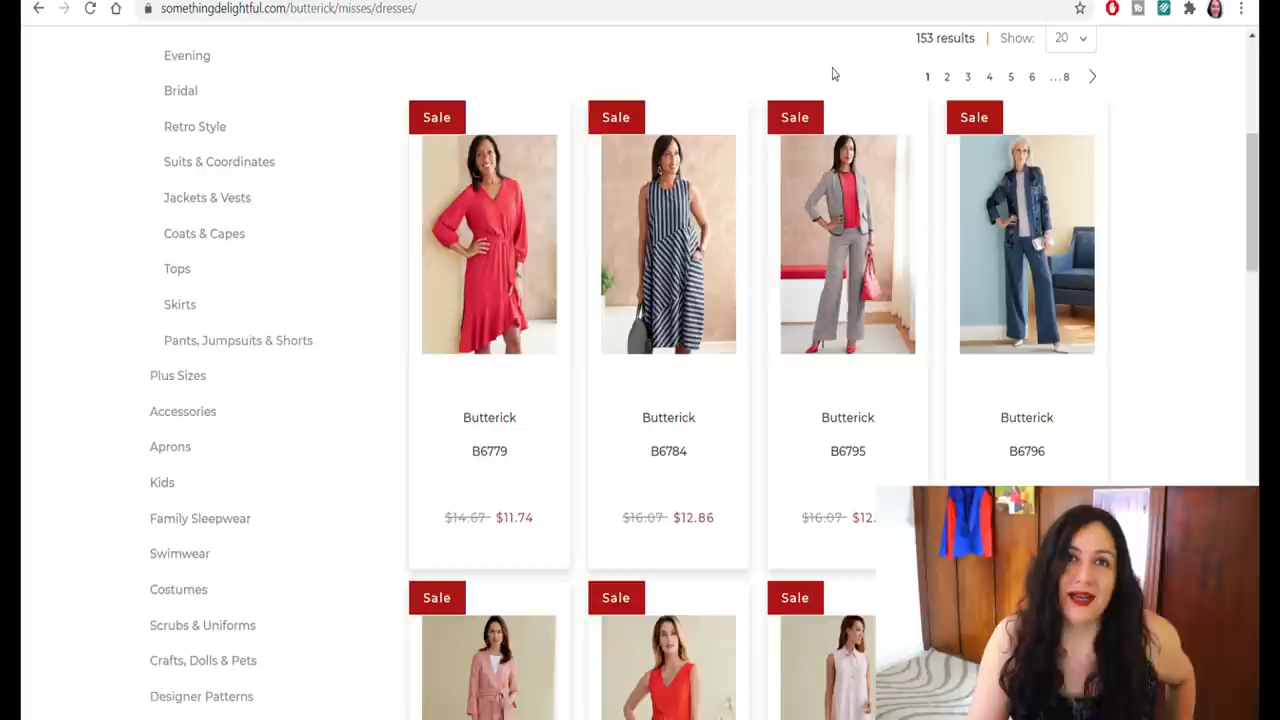 somethingdelightful.com/butterick/misses/dresses/
153 results | Show: 20
1 2 3 4 5 6 ...8
Evening
Bridal
Retro Style
Suits & Coordinates
Jackets & Vests
Coats & Capes
Tops
Skirts
Pants, Jumpsuits & Shorts
Plus Sizes
Accessories
Aprons
Kids
Family Sleepwear
Swimwear
Costumes
Scrubs & Uniforms
Crafts, Dolls & Pets
Designer Patterns
Sale Sale Sale Sale
Butterick Butterick Butterick Butterick
B6779 B6784 B6795 B6796
$14.67 $11.74 $16.07 $12.86 $16.07 $12.
Sale Sale Sale